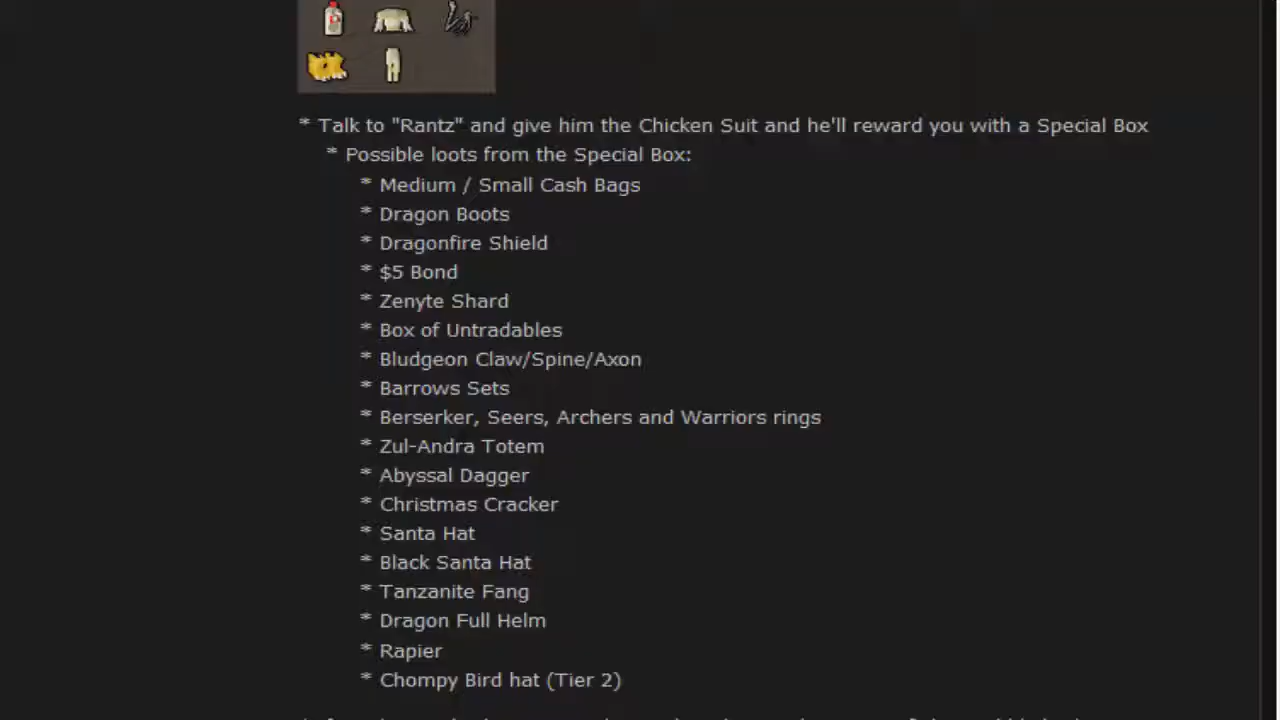 * Talk to "Rantz" and give him the Chicken Suit and he'll reward you with a Special Box
* Possible loots from the Special Box:
* Medium / Small Cash Bags
* Dragon Boots
* Dragonfire Shield
* $5 Bond
* Zenyte Shard
* Box of Untradables
* Bludgeon Claw/Spine/Axon
* Barrows Sets
* Berserker, Seers, Archers and Warriors rings
* Zul-Andra Totem
* Abyssal Dagger
* Christmas Cracker
* Santa Hat
* Black Santa Hat
* Tanzanite Fang
* Dragon Full Helm
* Rapier
* Chompy Bird hat (Tier 2)